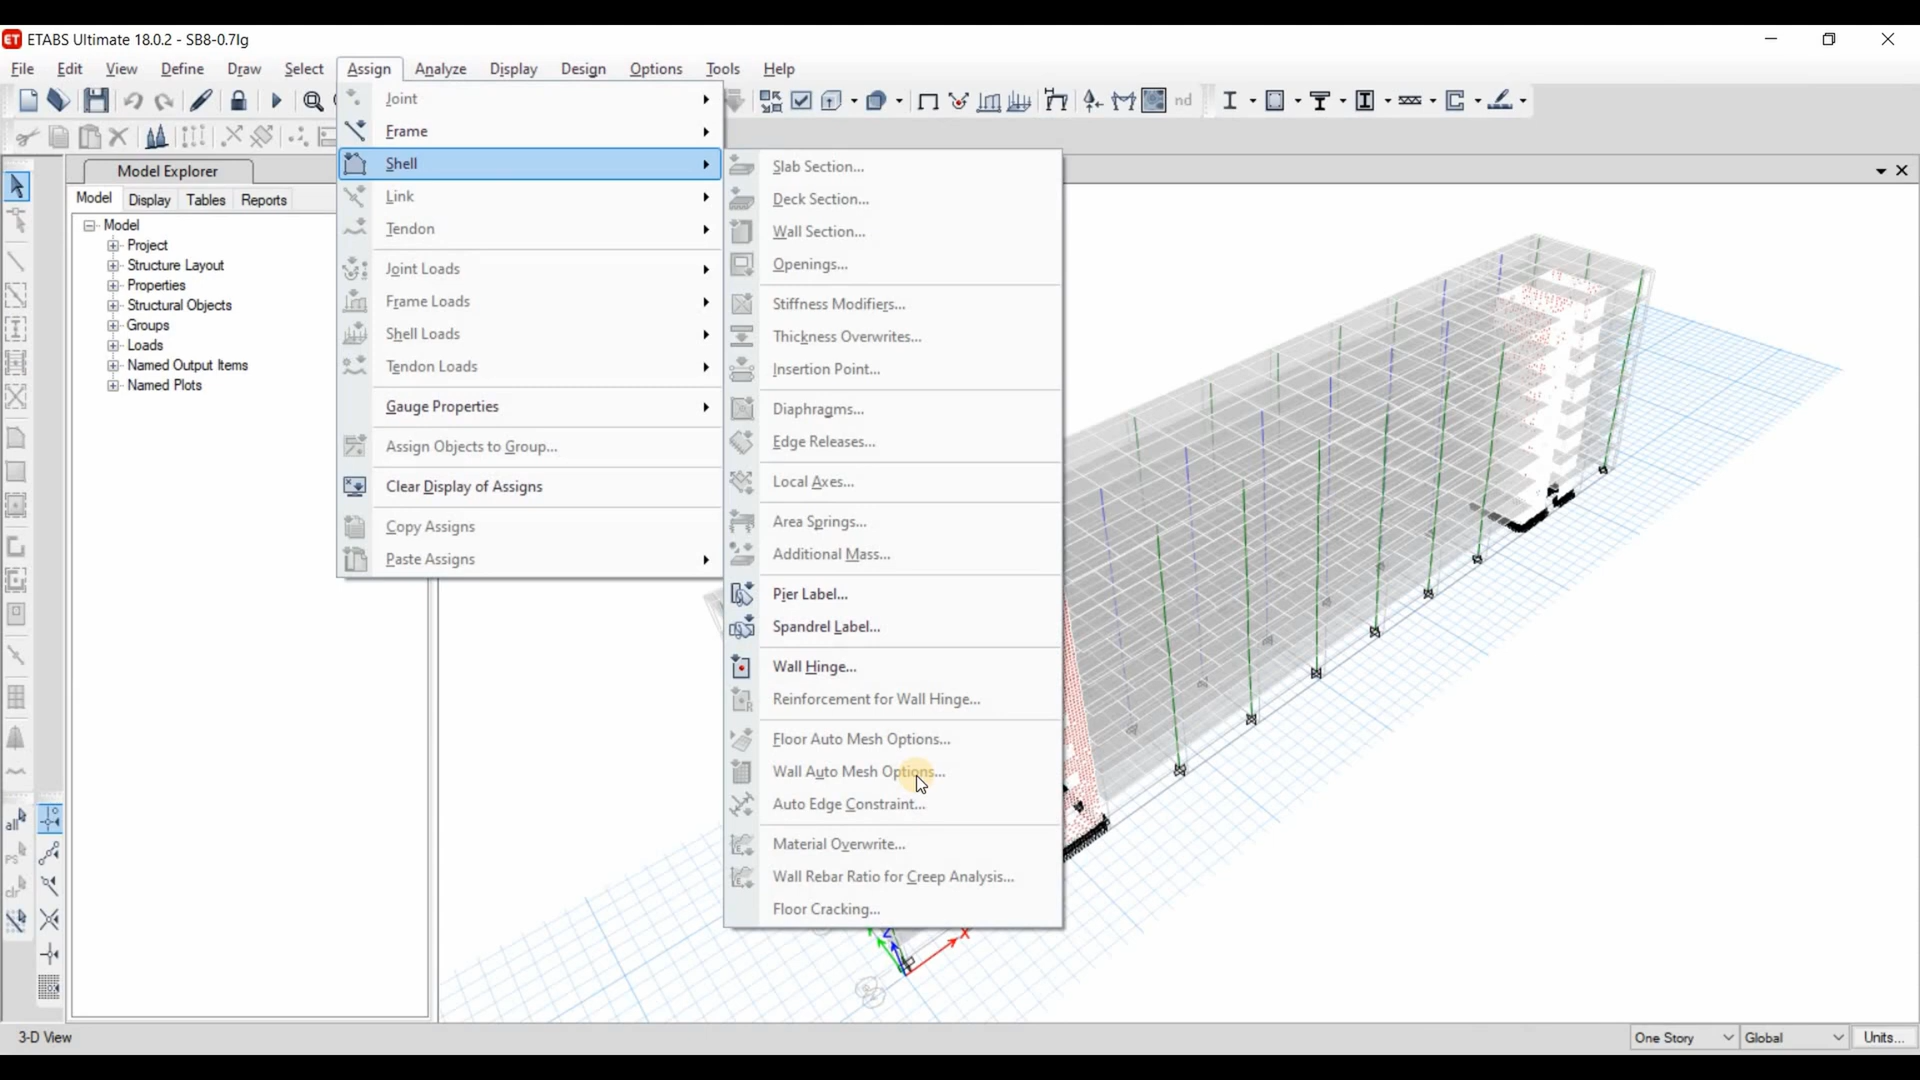 ET ETABS Ultimate 18.0.2 - SB8-0.7Ig
File Edit View Define Draw Select Assign Analyze Display Design Options Tools Help
nd
Model Explorer
Model Display Tables Reports
Model
Project
Structure Layout
Properties
Structural Objects
Groups
Loads
Named Output Items
Named Plots
Joint
Frame
Shell
Link
Tendon
Joint Loads
Frame Loads
Shell Loads
Tendon Loads
Gauge Properties
Assign Objects to Group...
Clear Display of Assigns
Copy Assigns
Paste Assigns
Slab Section...
Deck Section...
Wall Section...
Openings...
Stiffness Modifiers...
Thickness Overwrites...
Insertion Point...
Diaphragms...
Edge Releases...
Local Axes...
Area Springs...
Additional Mass...
Pier Label...
Spandrel Label...
Wall Hinge...
Reinforcement for Wall Hinge...
Floor Auto Mesh Options...
Wall Auto Mesh Options...
Auto Edge Constraint...
Material Overwrite...
Wall Rebar Ratio for Creep Analysis...
Floor Cracking...
all
PS
clr
Z X
3-D View
One Story Global Units...